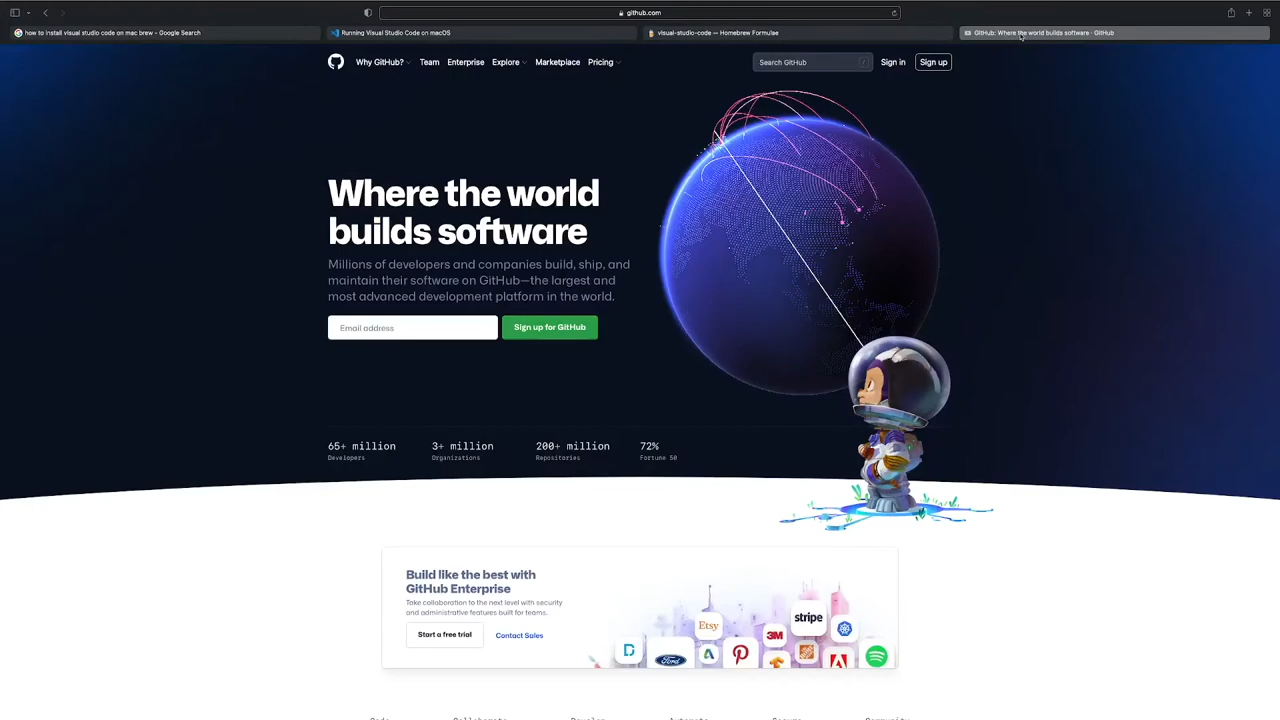 github.com
how to install visual studio code on mac brew - Google Search
Running Visual Studio Code on macOS
visual-studio-code — Homebrew Formulae
GitHub: Where the world builds software · GitHub
Why GitHub?
Team
Enterprise
Explore
Marketplace
Pricing
Search GitHub
/
Sign in
Sign up
Where the world
builds software
Millions of developers and companies build, ship, and
maintain their software on GitHub—the largest and
most advanced development platform in the world.
Email address
Sign up for GitHub
65+ million
Developers
3+ million
Organizations
200+ million
Repositories
72%
Fortune 50
Build like the best with
GitHub Enterprise
Take collaboration to the next level with security
and administrative features built for teams.
Start a free trial
Contact Sales
Etsy
stripe
3M
Ford